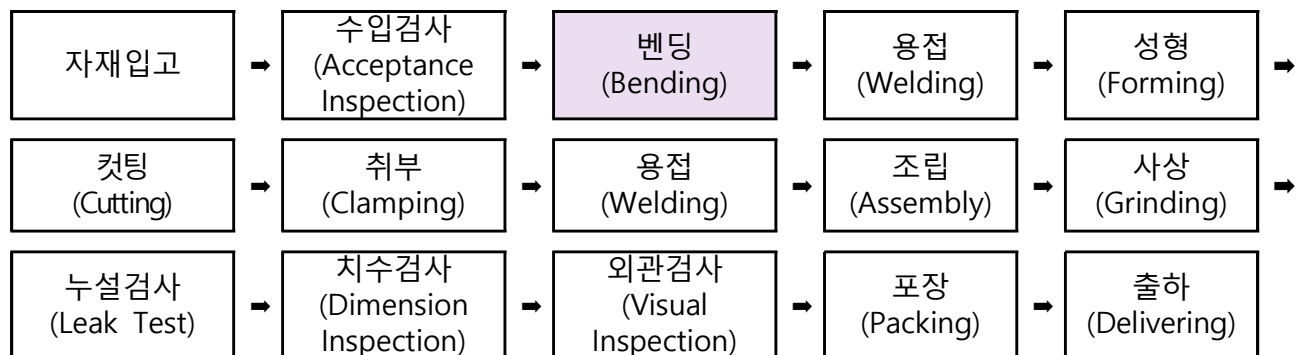 자재입고
➡
수입검사
(Acceptance
Inspection)
➡
벤딩
(Bending)
➡
용접
(Welding)
➡
성형
(Forming)
➡
컷팅
(Cutting)
➡
취부
(Clamping)
➡
용접
(Welding)
➡
조립
(Assembly)
➡
사상
(Grinding)
➡
누설검사
(Leak Test)
➡
치수검사
(Dimension
Inspection)
➡
외관검사
(Visual
Inspection)
➡
포장
(Packing)
➡
출하
(Delivering)